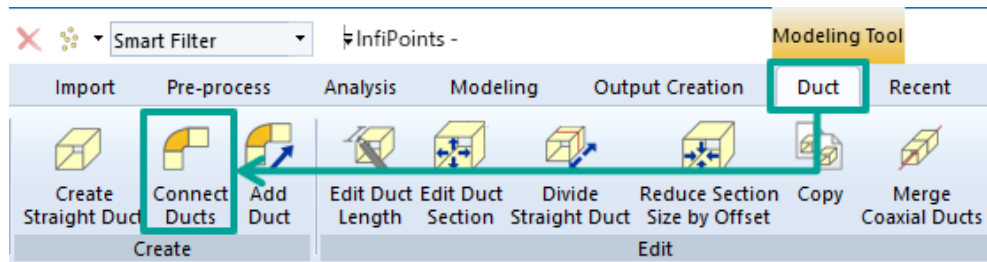 Smart Filter InfiPoints - Modeling Tool
Import Pre-process Analysis Modeling Output Creation Duct Recent
Create Connect Add Edit Duct Edit Duct Divide Reduce Section Copy Merge
Straight Duct Ducts Duct Length Section Straight Duct Size by Offset Coaxial Ducts
Create Edit